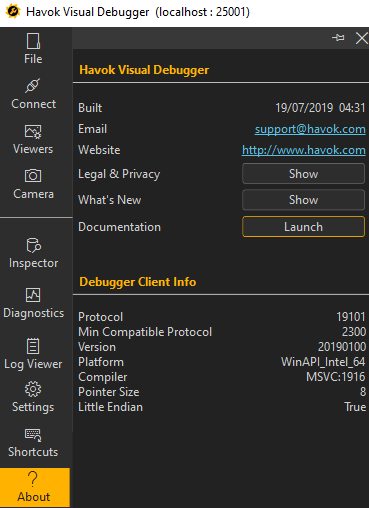 Havok Visual Debugger (localhost : 25001)
File
Connect
Viewers
Camera
Inspector
Diagnostics
Log Viewer
Settings
Shortcuts
? About
Havok Visual Debugger
Built 19/07/2019 04:31
Email support@havok.com
Website http://www.havok.com
Legal & Privacy Show
What's New Show
Documentation Launch
Debugger Client Info
Protocol 19101
Min Compatible Protocol 2300
Version 20190100
Platform WinAPI_Intel_64
Compiler MSVC:1916
Pointer Size 8
Little Endian True